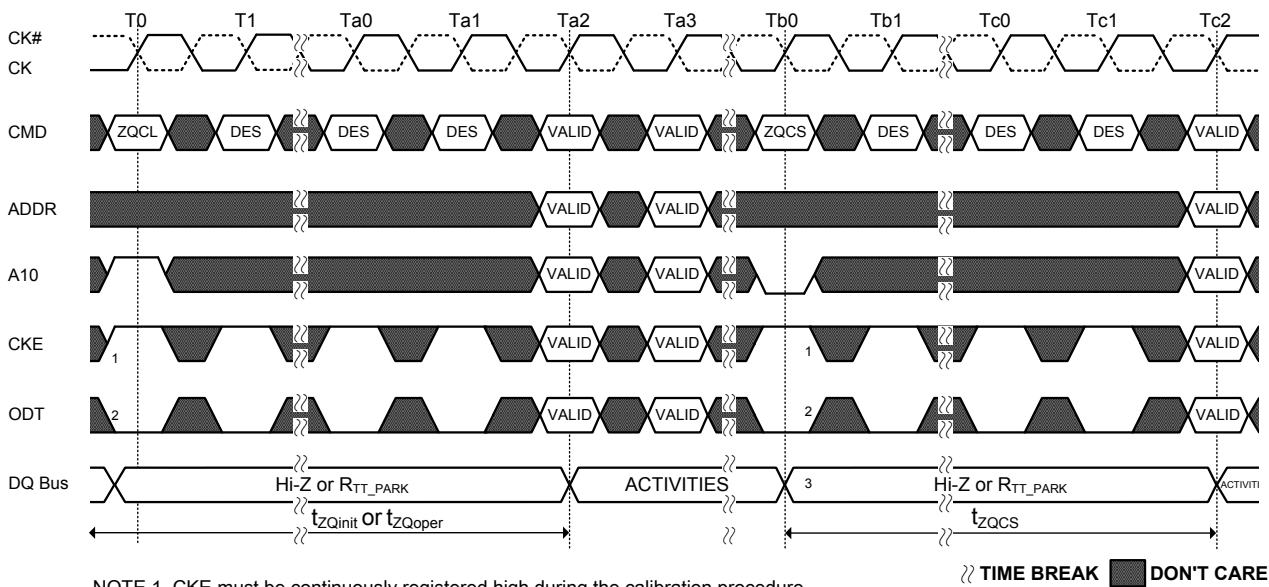 T0 T1 Ta0 Ta1 Ta2 Ta3 Tb0 Tb1 Tc0 Tc1 Tc2
CK#
CK
CMD ZQCL DES DES DES VALID VALID ZQCS DES DES DES VALID
ADDR VALID VALID VALID
A10 VALID VALID VALID
CKE 1 VALID VALID 1 VALID
ODT 2 VALID VALID 2 VALID
DQ Bus Hi-Z or RTT_PARK ACTIVITIES 3 Hi-Z or RTT_PARK ACTIVITI
tZQinit or tZQoper tZQCS
TIME BREAK DON'T CARE
NOTE 1 CKE must be continuously registered high during the calibration procedure